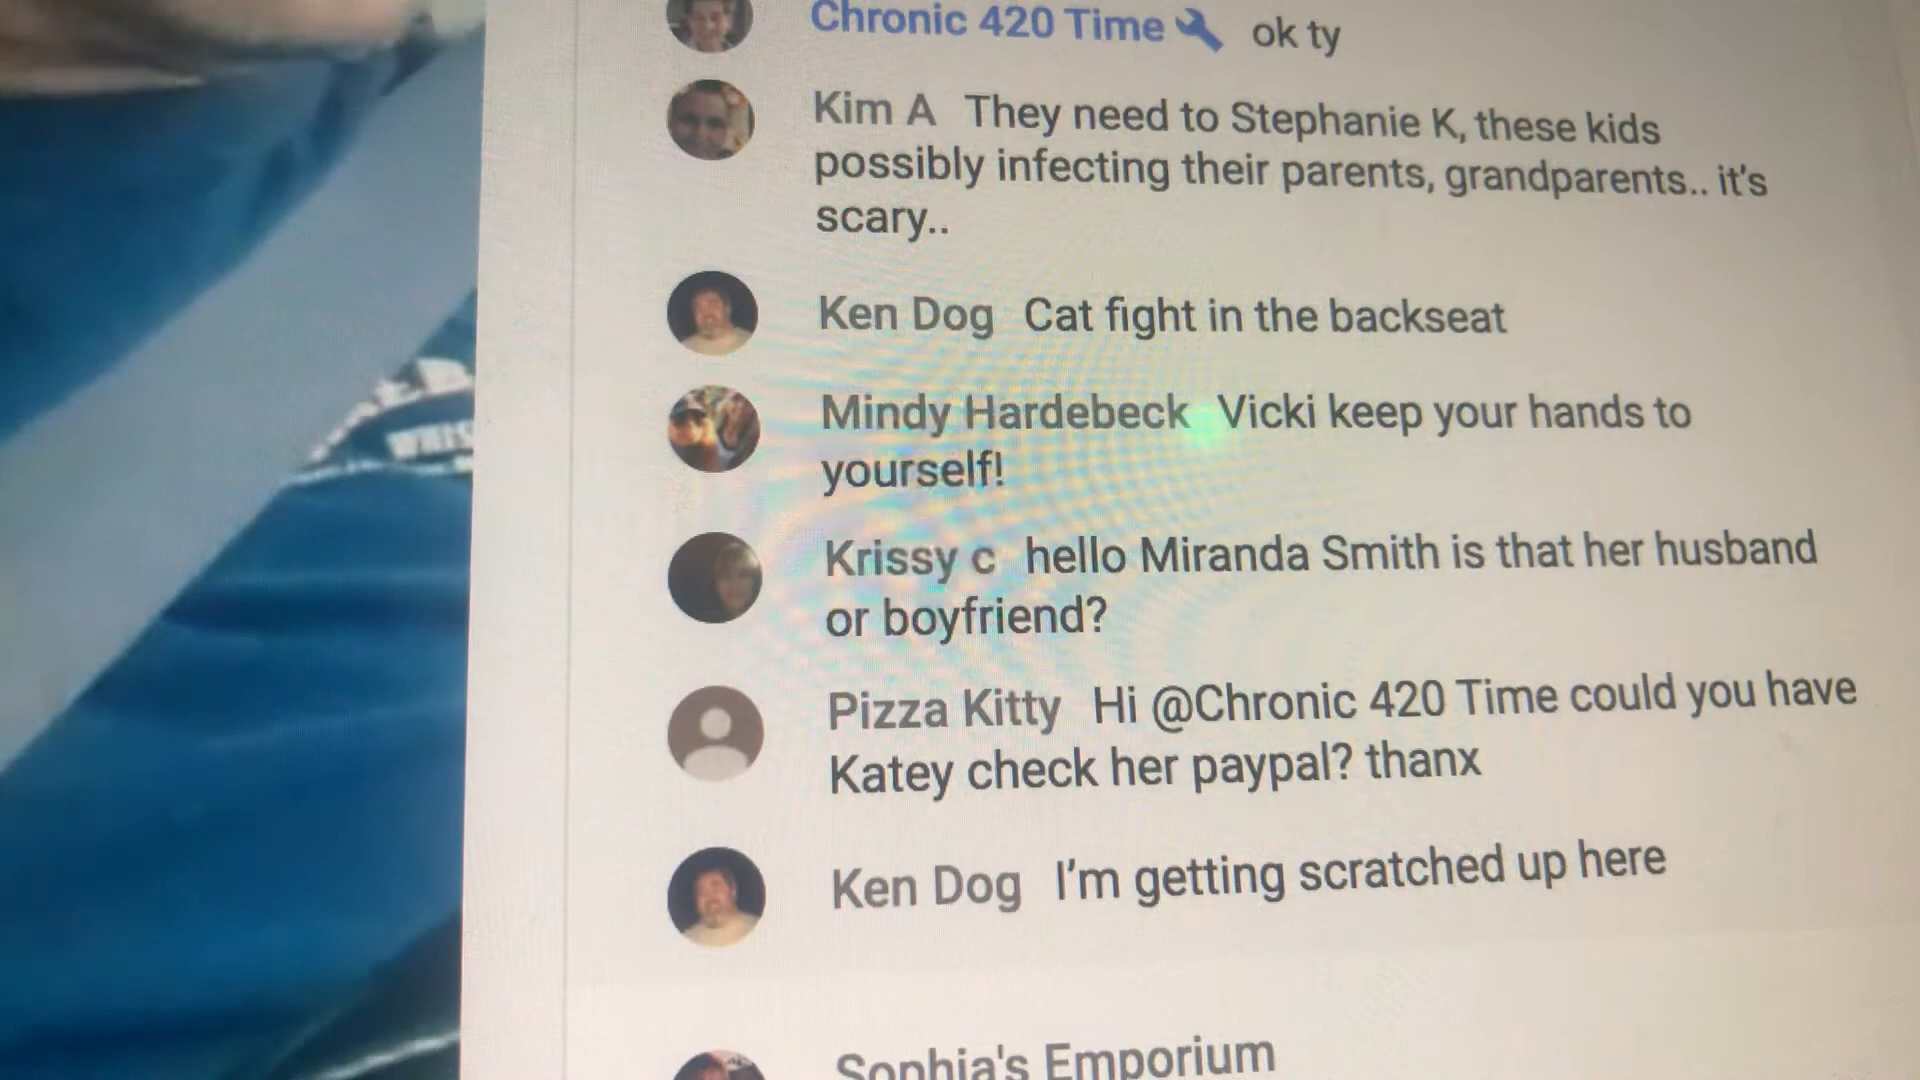 Chronic 420 Time ok ty
Kim A They need to Stephanie K, these kids
possibly infecting their parents, grandparents.. it's
scary..
Ken Dog Cat fight in the backseat
Mindy Hardebeck Vicki keep your hands to
yourself!
Krissy c hello Miranda Smith is that her husband
or boyfriend?
Pizza Kitty Hi @Chronic 420 Time could you have
Katey check her paypal? thanx
Ken Dog I'm getting scratched up here
Sophia's Emporium